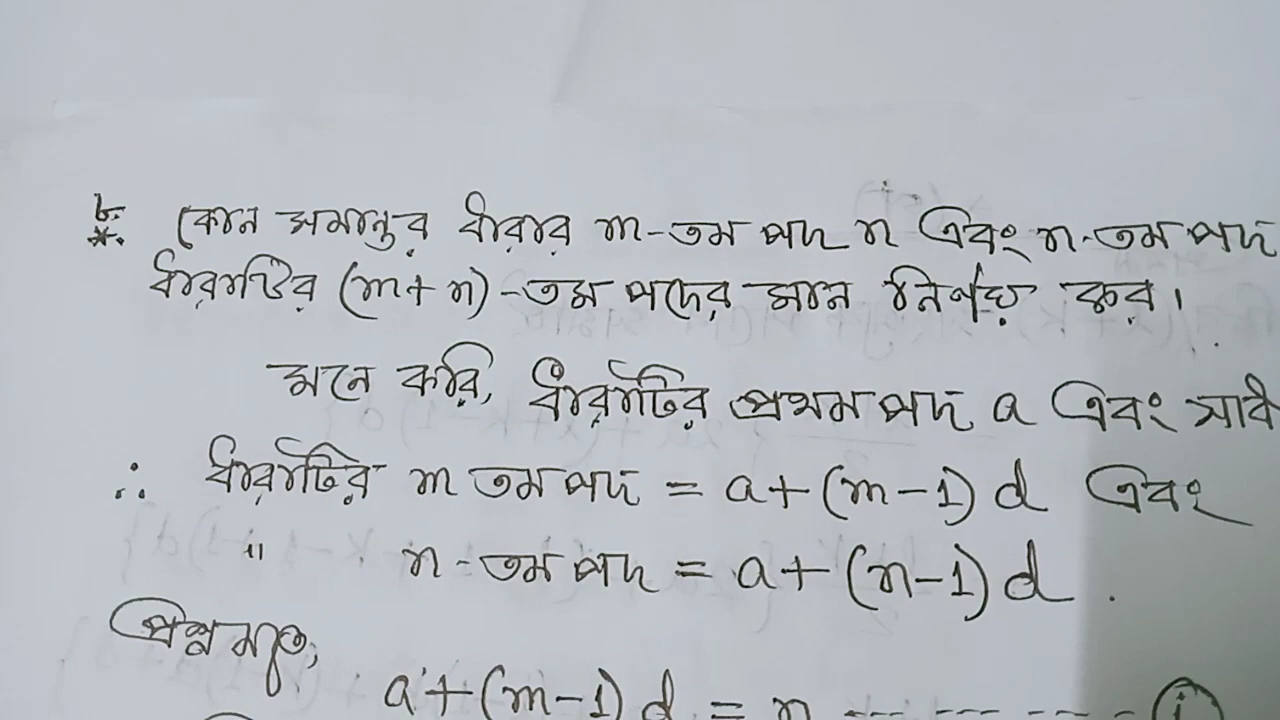 ৮.
*. কোন সমান্তর ধারার m-তম পদ n এবং n-তম পদ
ধারাটির (m+n)-তম পদের মান নির্ণয় কর।
মনে করি, ধারাটির প্রথম পদ a এবং সাধ
∴ ধারাটির m তম পদ = a+(m-1)d এবং
" n-তম পদ = a+(n-1)d.
প্রশ্নমতে,
a+(m-1)d = n --------- (i)